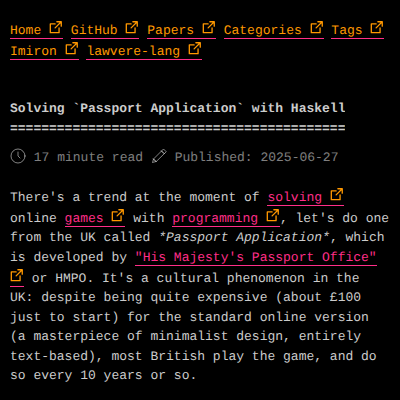 Home GitHub Papers Categories Tags
Imiron lawvere-lang
Solving `Passport Application` with Haskell
===========================================
17 minute read Published: 2025-06-27
There's a trend at the moment of solving
online games with programming, let's do one
from the UK called *Passport Application*, which
is developed by "His Majesty's Passport Office"
or HMPO. It's a cultural phenomenon in the
UK: despite being quite expensive (about £100
just to start) for the standard online version
(a masterpiece of minimalist design, entirely
text-based), most British play the game, and do
so every 10 years or so.